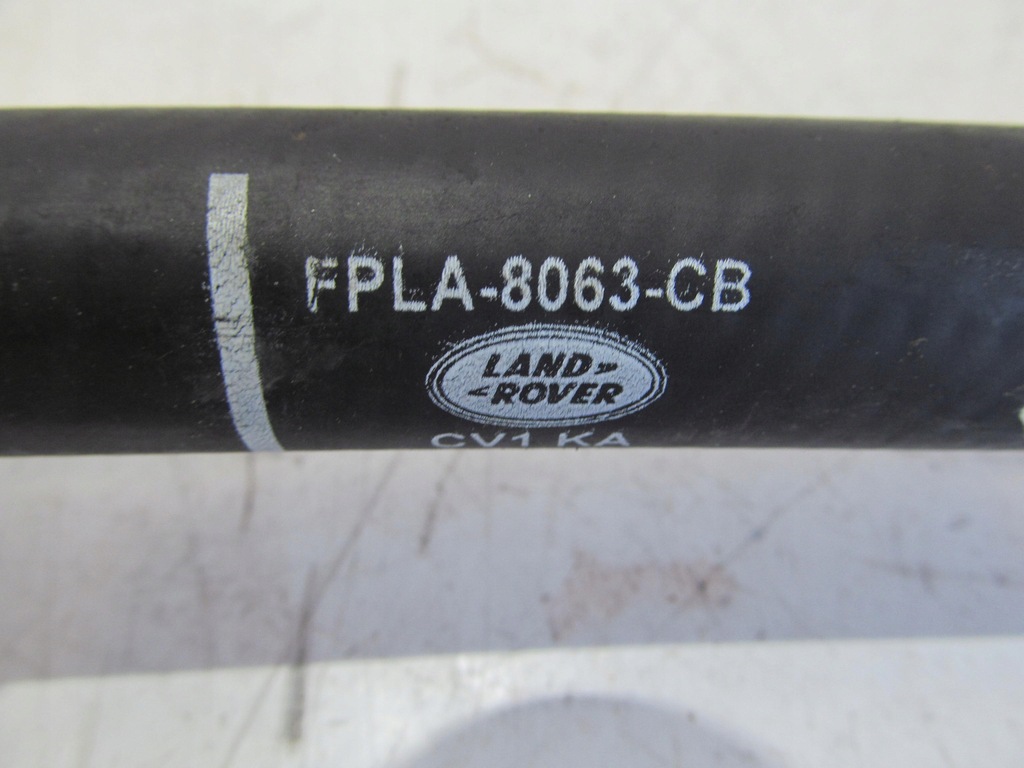 FPLA-8063-CB
LAND
ROVER
CV1 KA